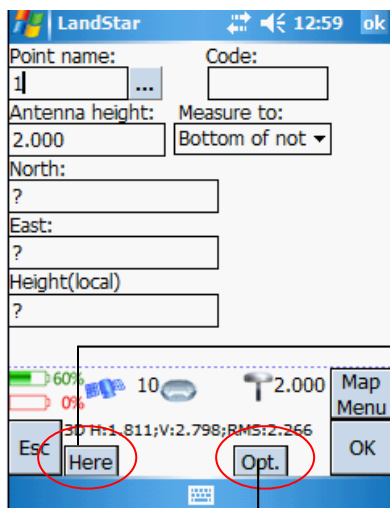 LandStar 12:59 ok
Point name: Code:
1 ...
Antenna height: Measure to:
2.000 Bottom of not
North:
?
East:
?
Height(local)
?
60% 10 2.000 Map
0% Menu
Esc 3D H:1.811;V:2.798;RMS:2.266 OK
Here Opt.